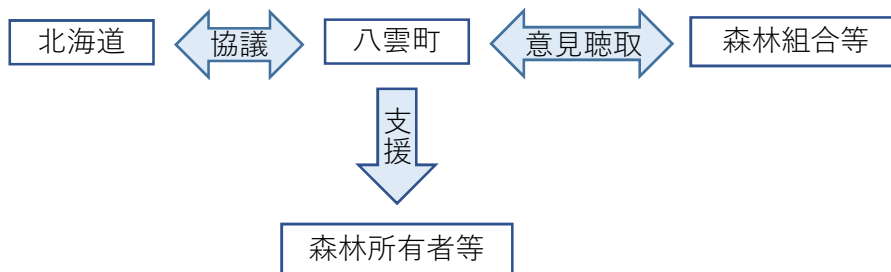 北海道
協議
八雲町
意見聴取
森林組合等
支援
森林所有者等